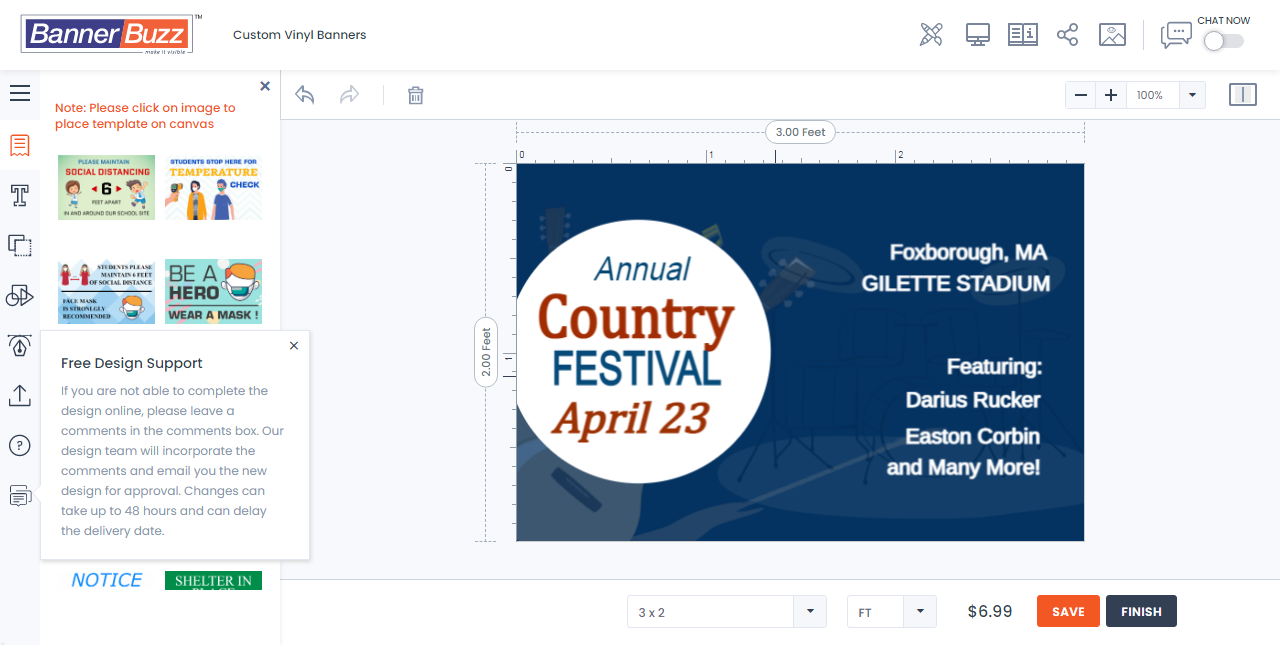 BannerBuzz™
make it visible
Custom Vinyl Banners
CHAT NOW
Note: Please click on image to
place template on canvas
100%
PLEASE MAINTAIN
SOCIAL DISTANCING
6
FEET APART
IN AND AROUND OUR SCHOOL SITE
STUDENTS STOP HERE FOR
TEMPERATURE
CHECK
STUDENTS PLEASE
MAINTAIN 6 FEET
OF SOCIAL DISTANCE
FACE MASK
IS STRONGLGY
RECOMMENDED
BE A
HERO
WEAR A MASK !
Free Design Support
If you are not able to complete the
design online, please leave a
comments in the comments box. Our
design team will incorporate the
comments and email you the new
design for approval. Changes can
take up to 48 hours and can delay
the delivery date.
NOTICE
SHELTER IN
PLACE
3.00 Feet
0 1 2
0
1
2.00 Feet
Annual
Country
FESTIVAL
April 23
Foxborough, MA
GILETTE STADIUM
Featuring:
Darius Rucker
Easton Corbin
and Many More!
3 x 2
FT
$6.99
SAVE
FINISH